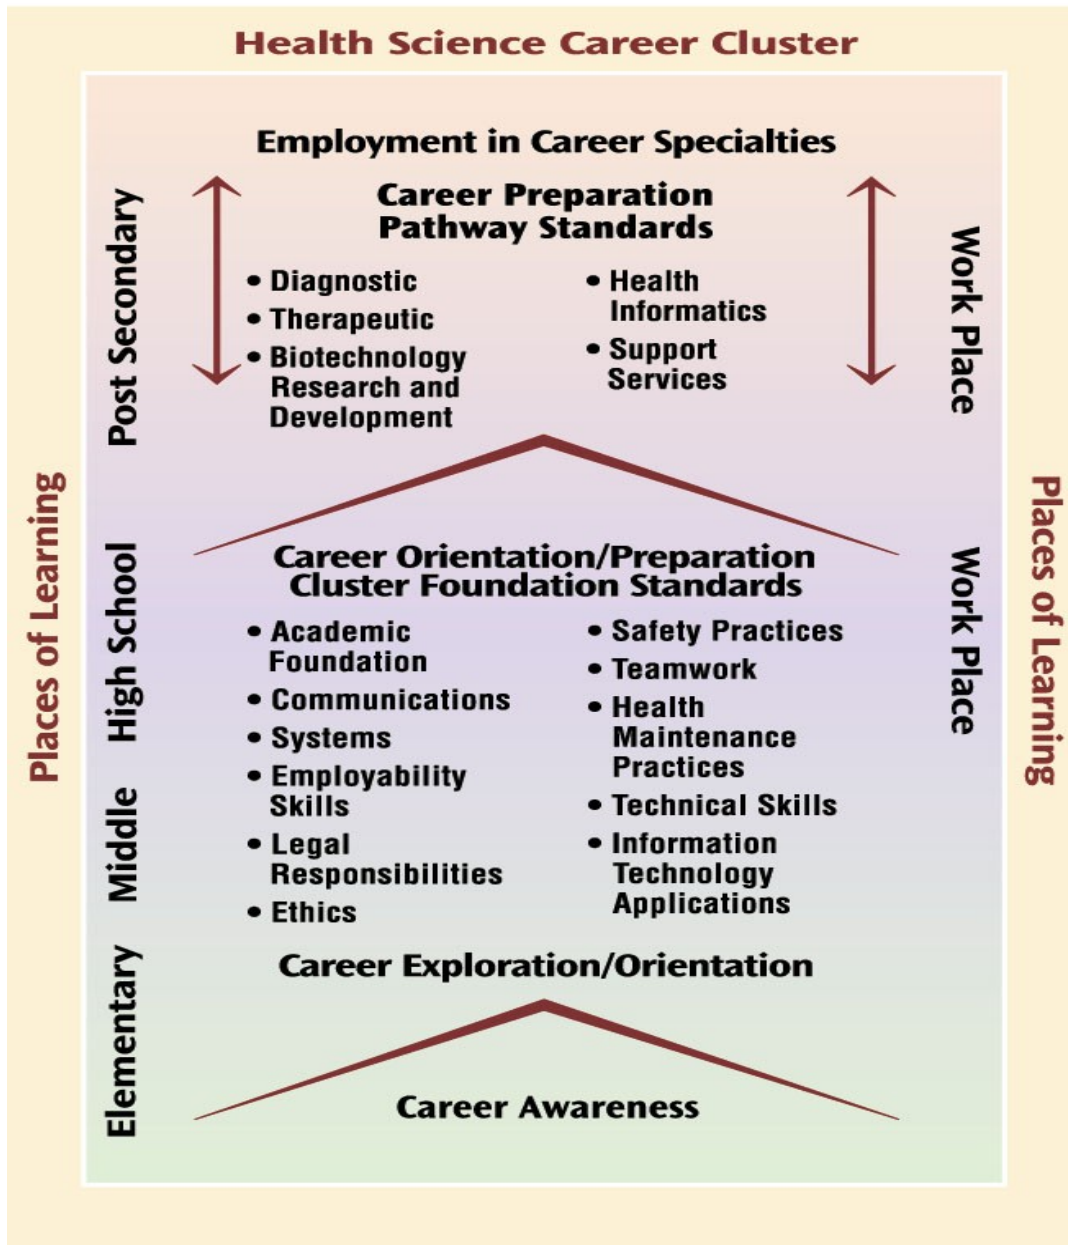 Health Science Career Cluster
Employment in Career Specialties
Career Preparation
Pathway Standards
• Diagnostic
• Therapeutic
• Biotechnology
Research and
Development
• Health
Informatics
• Support
Services
Career Orientation/Preparation
Cluster Foundation Standards
• Academic
Foundation
• Communications
• Systems
• Employability
Skills
• Legal
Responsibilities
• Ethics
• Safety Practices
• Teamwork
• Health
Maintenance
Practices
• Technical Skills
• Information
Technology
Applications
Career Exploration/Orientation
Career Awareness
Places of Learning
Post Secondary
High School
Middle
Elementary
Work Place
Work Place
Places of Learning